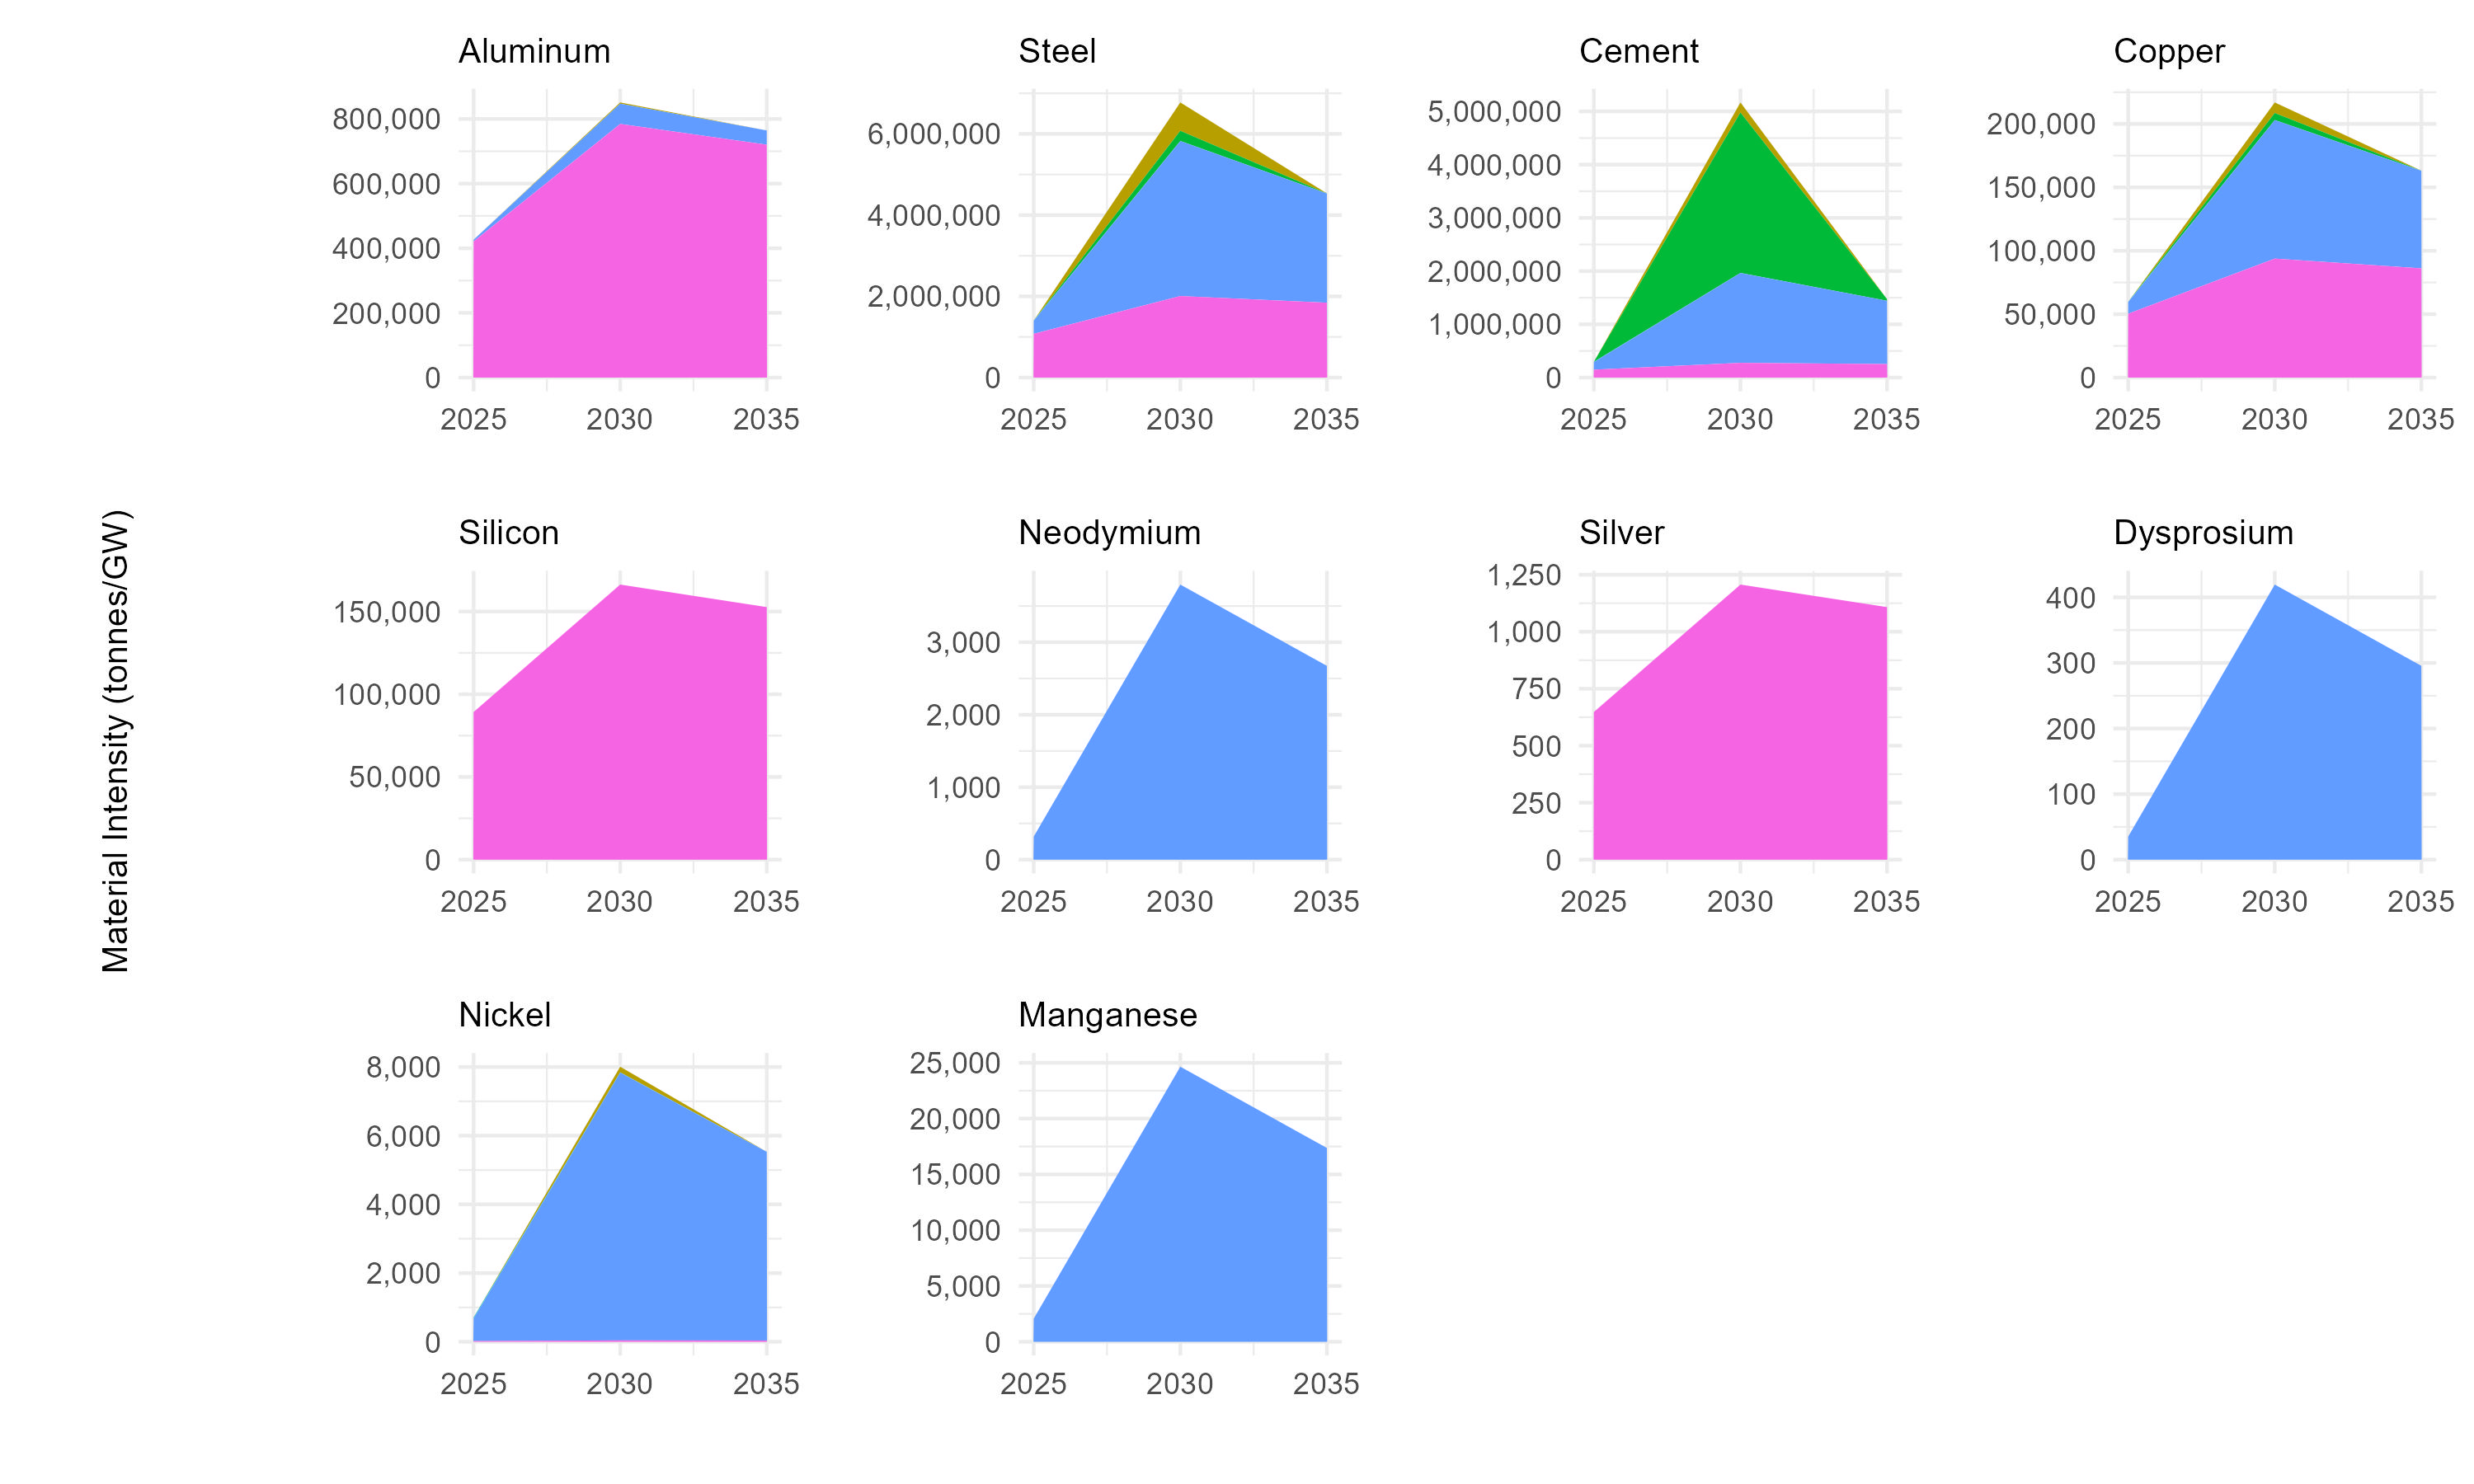 Material Intensity (tonnes/GW)
Aluminum
800,000
600,000
400,000
200,000
0
2025 2030 2035
Steel
6,000,000
4,000,000
2,000,000
0
2025 2030 2035
Cement
5,000,000
4,000,000
3,000,000
2,000,000
1,000,000
0
2025 2030 2035
Copper
200,000
150,000
100,000
50,000
0
2025 2030 2035
Silicon
150,000
100,000
50,000
0
2025 2030 2035
Neodymium
3,000
2,000
1,000
0
2025 2030 2035
Silver
1,250
1,000
750
500
250
0
2025 2030 2035
Dysprosium
400
300
200
100
0
2025 2030 2035
Nickel
8,000
6,000
4,000
2,000
0
2025 2030 2035
Manganese
25,000
20,000
15,000
10,000
5,000
0
2025 2030 2035